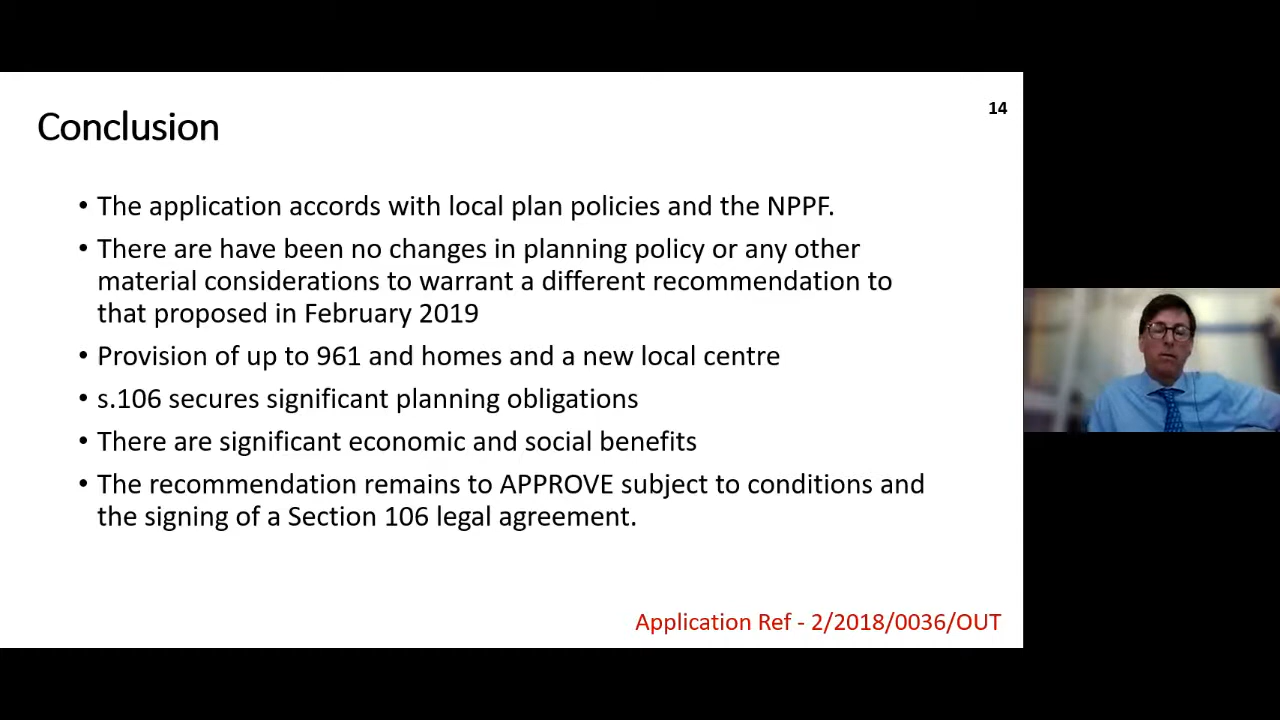 14
Conclusion
• The application accords with local plan policies and the NPPF.
• There are have been no changes in planning policy or any other
material considerations to warrant a different recommendation to
that proposed in February 2019
• Provision of up to 961 and homes and a new local centre
• s.106 secures significant planning obligations
• There are significant economic and social benefits
• The recommendation remains to APPROVE subject to conditions and
the signing of a Section 106 legal agreement.
Application Ref - 2/2018/0036/OUT